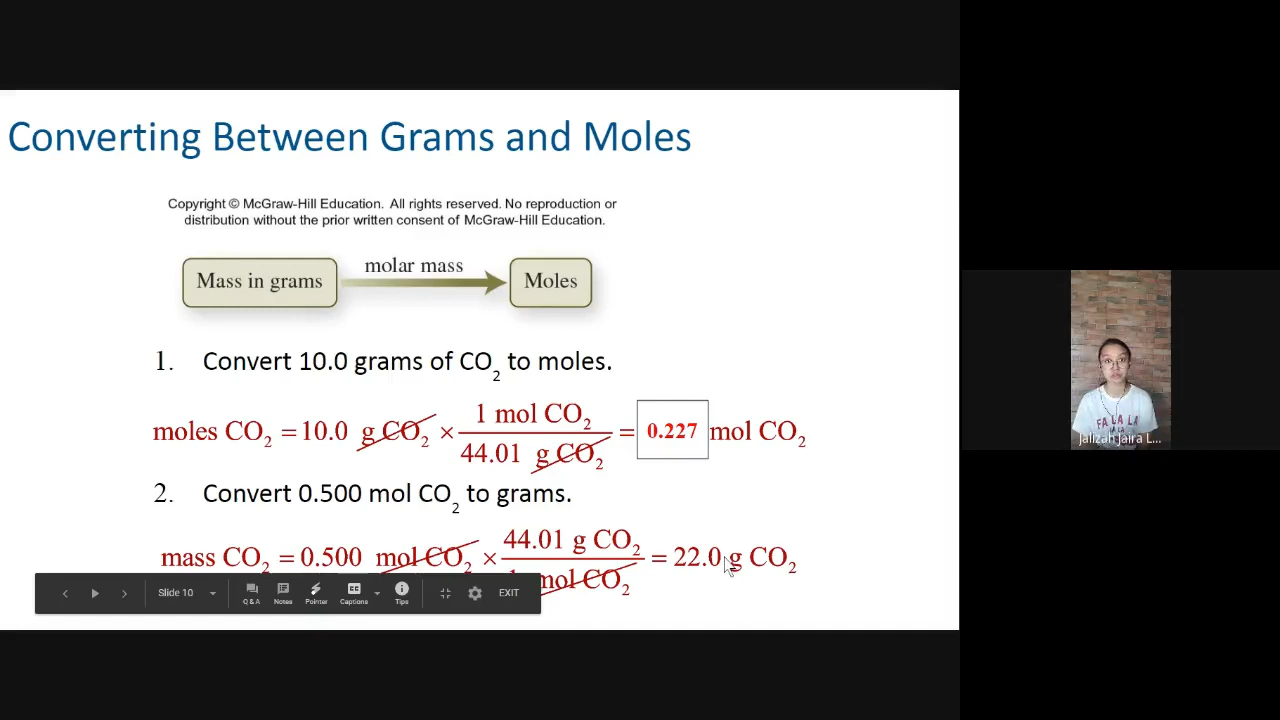 Converting Between Grams and Moles
Copyright © McGraw-Hill Education. All rights reserved. No reproduction or
distribution without the prior written consent of McGraw-Hill Education.
Mass in grams
molar mass
Moles
1. Convert 10.0 grams of CO₂ to moles.
moles CO₂ = 10.0 g CO₂ × 1 mol CO₂ / 44.01 g CO₂ = 0.227 mol CO₂
2. Convert 0.500 mol CO₂ to grams.
mass CO₂ = 0.500 mol CO₂ × 44.01 g CO₂ / mol CO₂ = 22.0 g CO₂
Slide 10
Q & A
Notes
Pointer
Captions
Tips
EXIT
FA LA LA
Jalizah Jaira L...